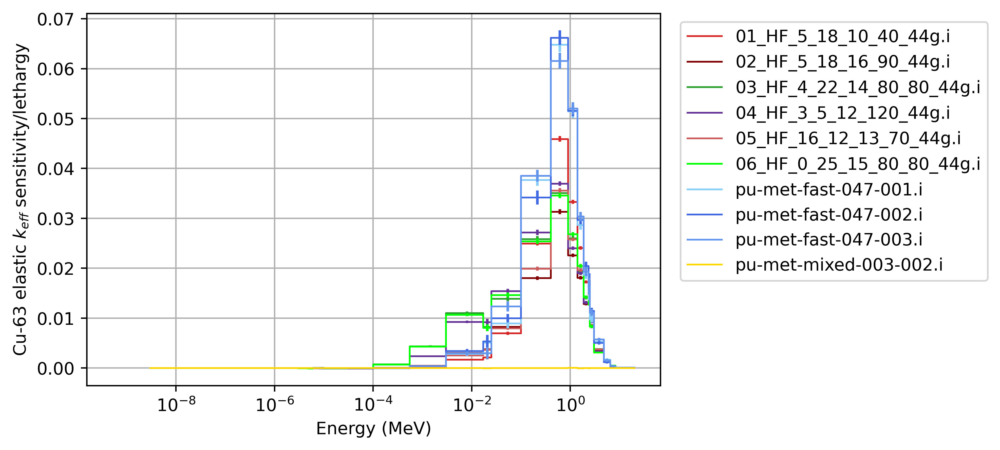 0.07
0.06
0.05
0.04
0.03
0.02
0.01
0.00
Cu-63 elastic k_eff sensitivity/lethargy
10⁻⁸
10⁻⁶
10⁻⁴
10⁻²
10⁰
Energy (MeV)
01_HF_5_18_10_40_44g.i
02_HF_5_18_16_90_44g.i
03_HF_4_22_14_80_80_44g.i
04_HF_3_5_12_120_44g.i
05_HF_16_12_13_70_44g.i
06_HF_0_25_15_80_80_44g.i
pu-met-fast-047-001.i
pu-met-fast-047-002.i
pu-met-fast-047-003.i
pu-met-mixed-003-002.i